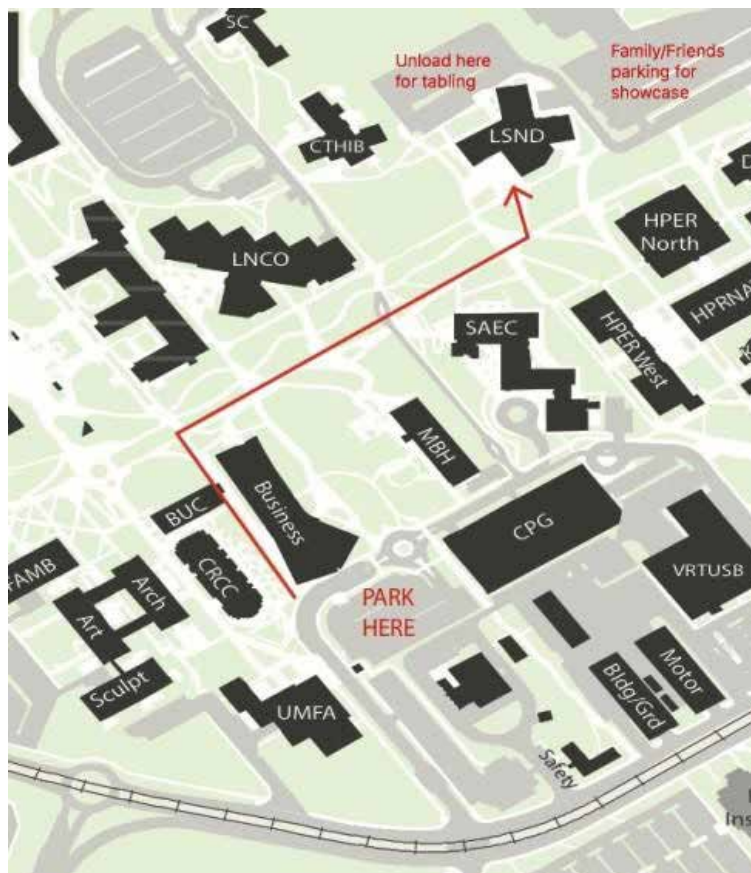 SC
Unload here
for tabling
Family/Friends
parking for
showcase
CTHIB
LSND
LNCO
HPER
North
HPRNA
SAEC
HPER West
MBH
Business
BUC
CRCC
CPG
VRTUSB
FAMB
Arch
Art
Sculpt
PARK
HERE
UMFA
Bldg/Grd
Motor
Safety